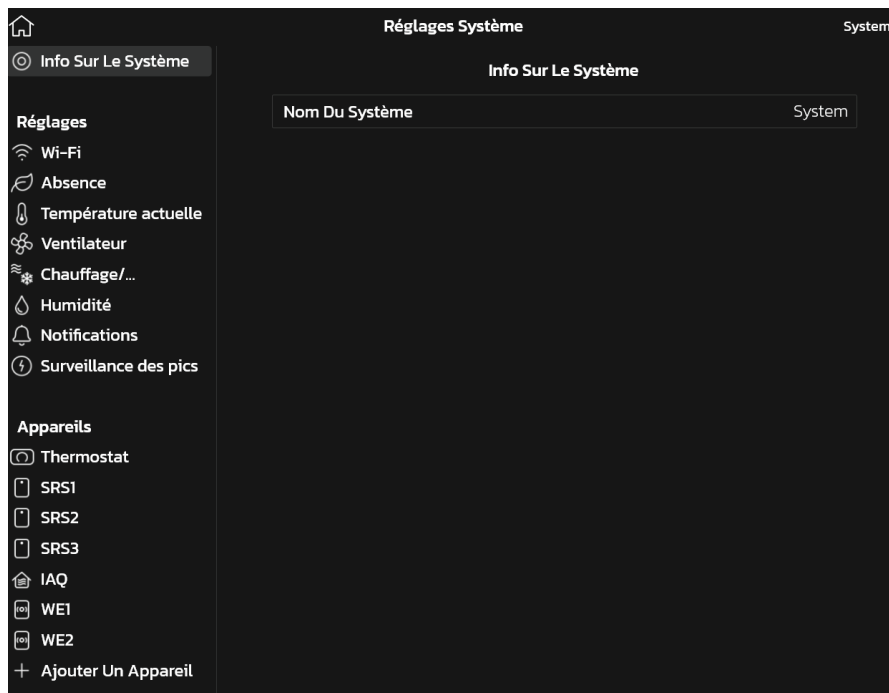 Réglages Système
System
Info Sur Le Système
Réglages
Wi-Fi
Absence
Température actuelle
Ventilateur
Chauffage/...
Humidité
Notifications
Surveillance des pics
Appareils
Thermostat
SRS1
SRS2
SRS3
IAQ
WE1
WE2
Ajouter Un Appareil
Info Sur Le Système
Nom Du Système System